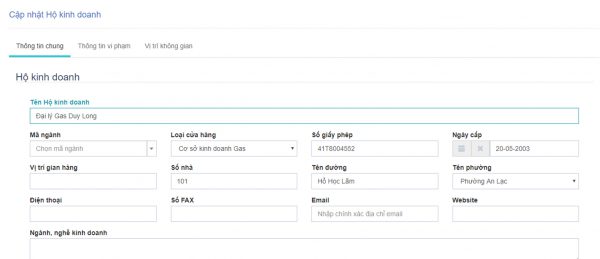 Cập nhật Hộ kinh doanh
Thông tin chung Thông tin vi phạm Vị trí không gian
Hộ kinh doanh
Tên Hộ kinh doanh
Đại lý Gas Duy Long
Mã ngành Loại cửa hàng Số giấy phép Ngày cấp
Chọn mã ngành Cơ sở kinh doanh Gas 41T8004552 20-05-2003
Vị trí gian hàng Số nhà Tên đường Tên phường
101 Hồ Học Lãm Phường An Lạc
Điện thoại Số FAX Email Website
Nhập chính xác địa chỉ email
Ngành, nghề kinh doanh